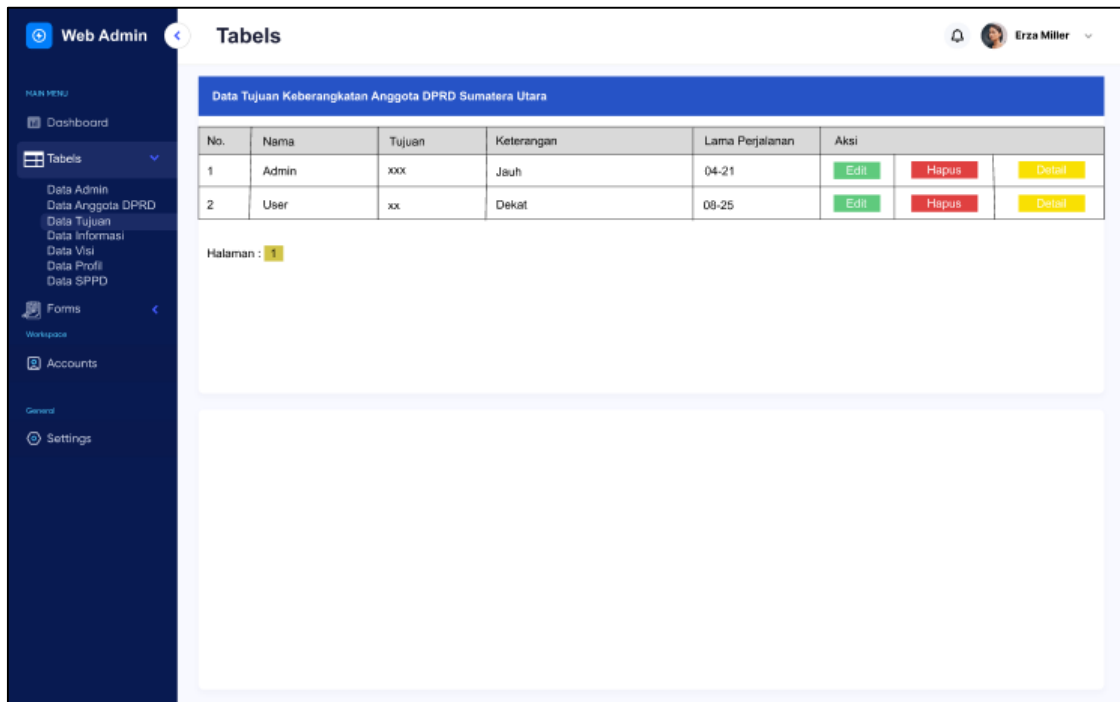 Web Admin
Tabels
Erza Miller
MAIN MENU
Dashboard
Tabels
Data Admin
Data Anggota DPRD
Data Tujuan
Data Informasi
Data Visi
Data Profil
Data SPPD
Forms
Workspace
Accounts
General
Settings
Data Tujuan Keberangkatan Anggota DPRD Sumatera Utara
No. Nama Tujuan Keterangan Lama Perjalanan Aksi
1 Admin xxx Jauh 04-21 Edit Hapus Detail
2 User xx Dekat 08-25 Edit Hapus Detail
Halaman : 1